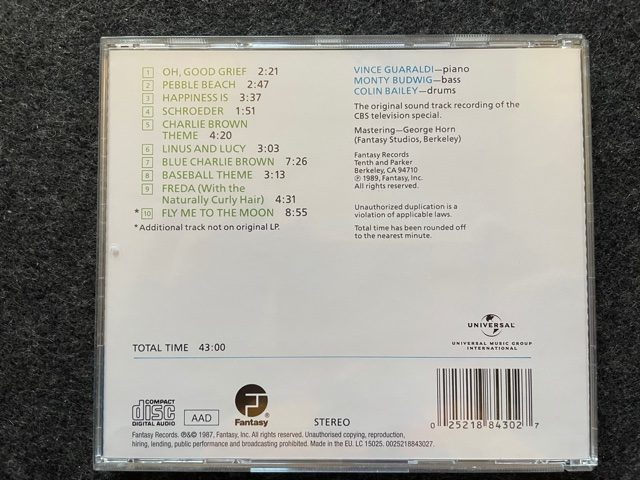 1 OH, GOOD GRIEF 2:21
2 PEBBLE BEACH 2:47
3 HAPPINESS IS 3:37
4 SCHROEDER 1:51
5 CHARLIE BROWN
THEME 4:20
6 LINUS AND LUCY 3:03
7 BLUE CHARLIE BROWN 7:26
8 BASEBALL THEME 3:13
9 FREDA (With the
Naturally Curly Hair) 4:31
*10 FLY ME TO THE MOON 8:55
*Additional track not on original LP.
VINCE GUARALDI—piano
MONTY BUDWIG—bass
COLIN BAILEY—drums
The original sound track recording of the
CBS television special.
Mastering—George Horn
(Fantasy Studios, Berkeley)
Fantasy Records
Tenth and Parker
Berkeley, CA 94710
℗ 1989, Fantasy, Inc.
All rights reserved.
Unauthorized duplication is a
violation of applicable laws.
Total time has been rounded off
to the nearest minute.
UNIVERSAL
UNIVERSAL MUSIC GROUP
INTERNATIONAL
TOTAL TIME 43:00
COMPACT
disc
DIGITAL AUDIO
AAD
Fantasy
STEREO
0 25218 84302 7
Fantasy Records. ℗&© 1987, Fantasy, Inc. All rights reserved. Unauthorised copying, reproduction,
hiring, lending, public performance and broadcasting prohibited. Made in the EU. LC 15025. 0025218843027.